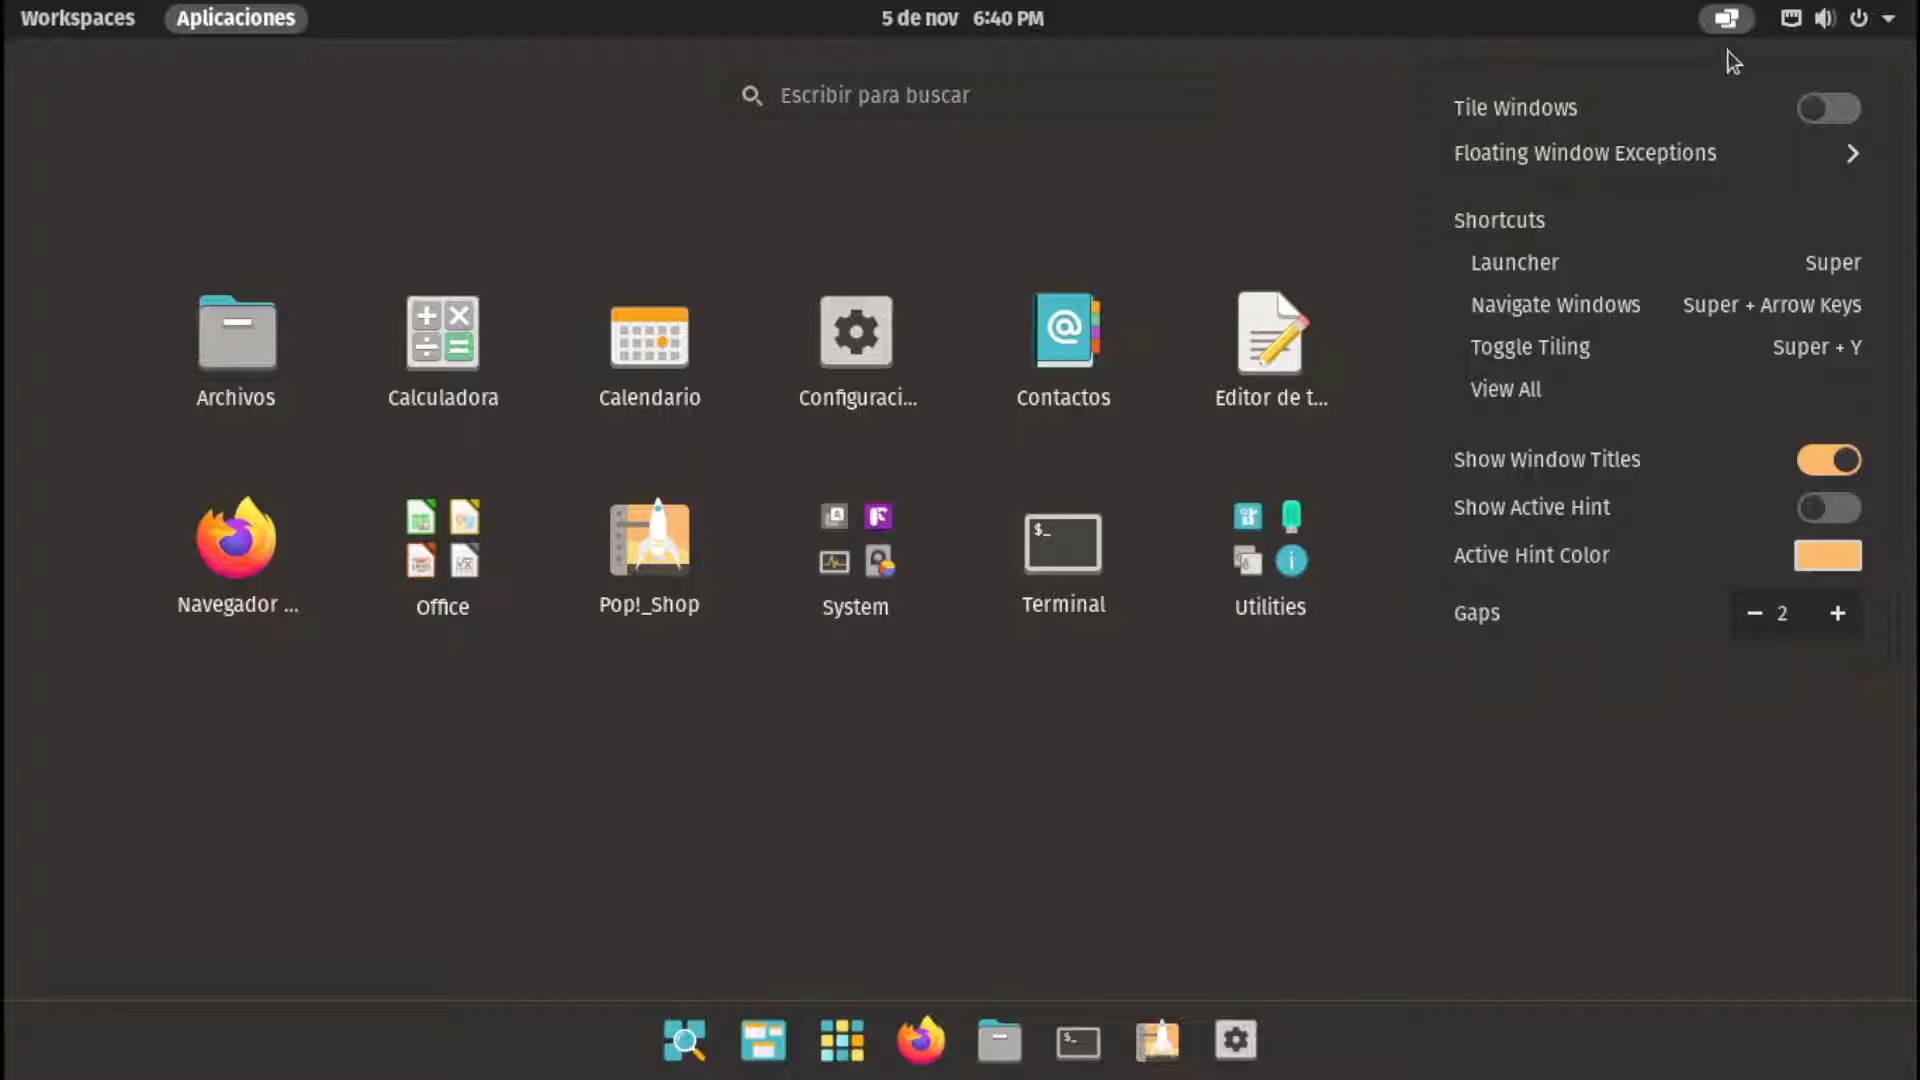 Workspaces Aplicaciones 5 de nov 6:40 PM
Escribir para buscar
Tile Windows
Floating Window Exceptions
Shortcuts
Launcher Super
Navigate Windows Super + Arrow Keys
Toggle Tiling Super + Y
View All
Show Window Titles
Show Active Hint
Active Hint Color
Gaps − 2 +
Archivos Calculadora Calendario Configuraci... Contactos Editor de t...
Navegador ... Office Pop!_Shop System Terminal Utilities